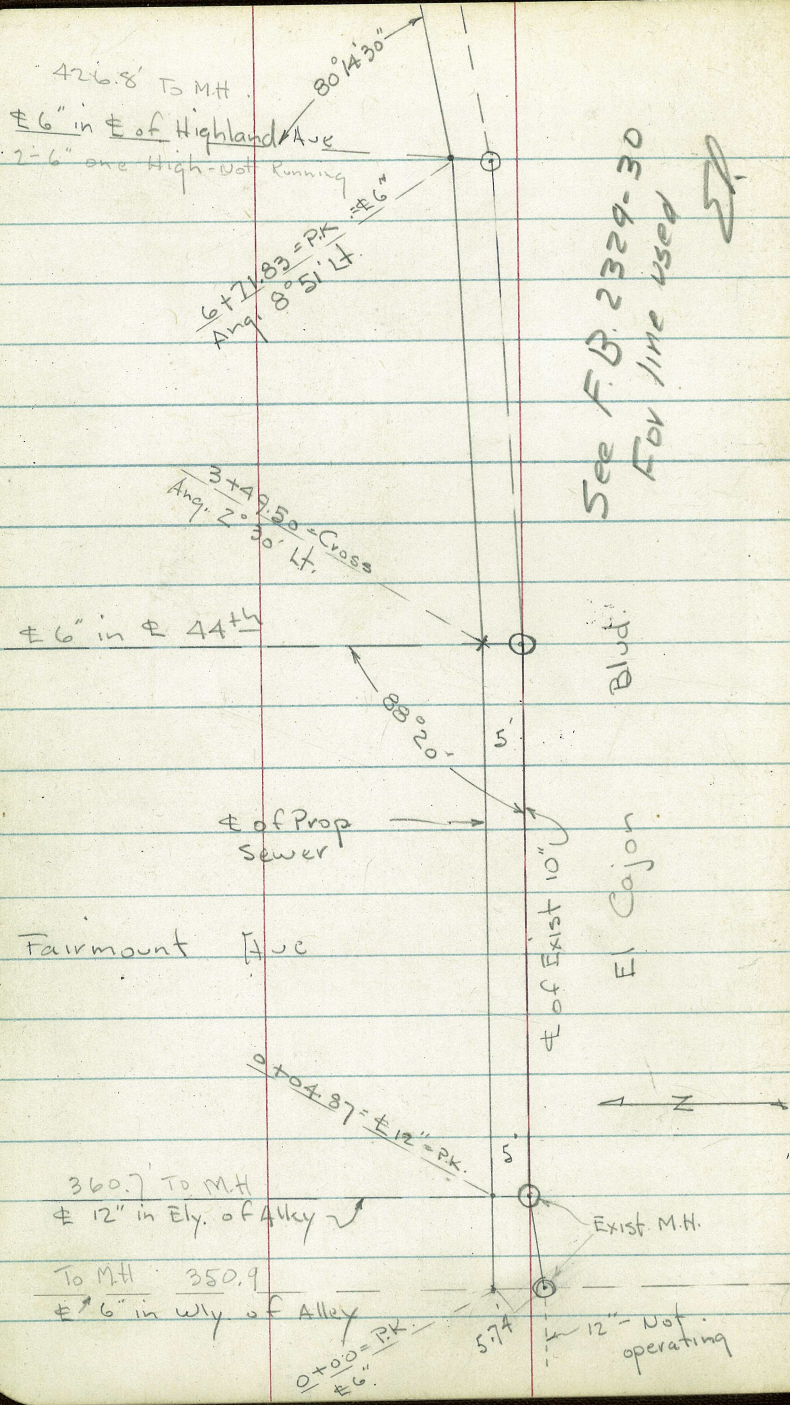 80°14'30"
426.8' To M.H.
℄ 6" in ℄ of Highland Ave
2-6" one High-Not Running
6+71.83 = P.K. = ℄ 6"
Ang. 8°51' Lt.
See F.B. 2329-30
For line used
3+49.50 = Cross
Ang. 2°30' Lt.
℄ 6" in ℄ 44th
88°20'
5'
℄ of Prop
Sewer
℄ of Exist 10"
El Cajon Blvd.
Fairmount Ave
N
0+04.87 = ℄ 12" = P.K.
5'
360.7' To M.H
℄ 12" in Ely. of Alley
Exist. M.H.
To M.H 350.9
℄ 6" in Wly. of Alley
0+00 = P.K.
℄ 6".
5.74
12" - Not
operating